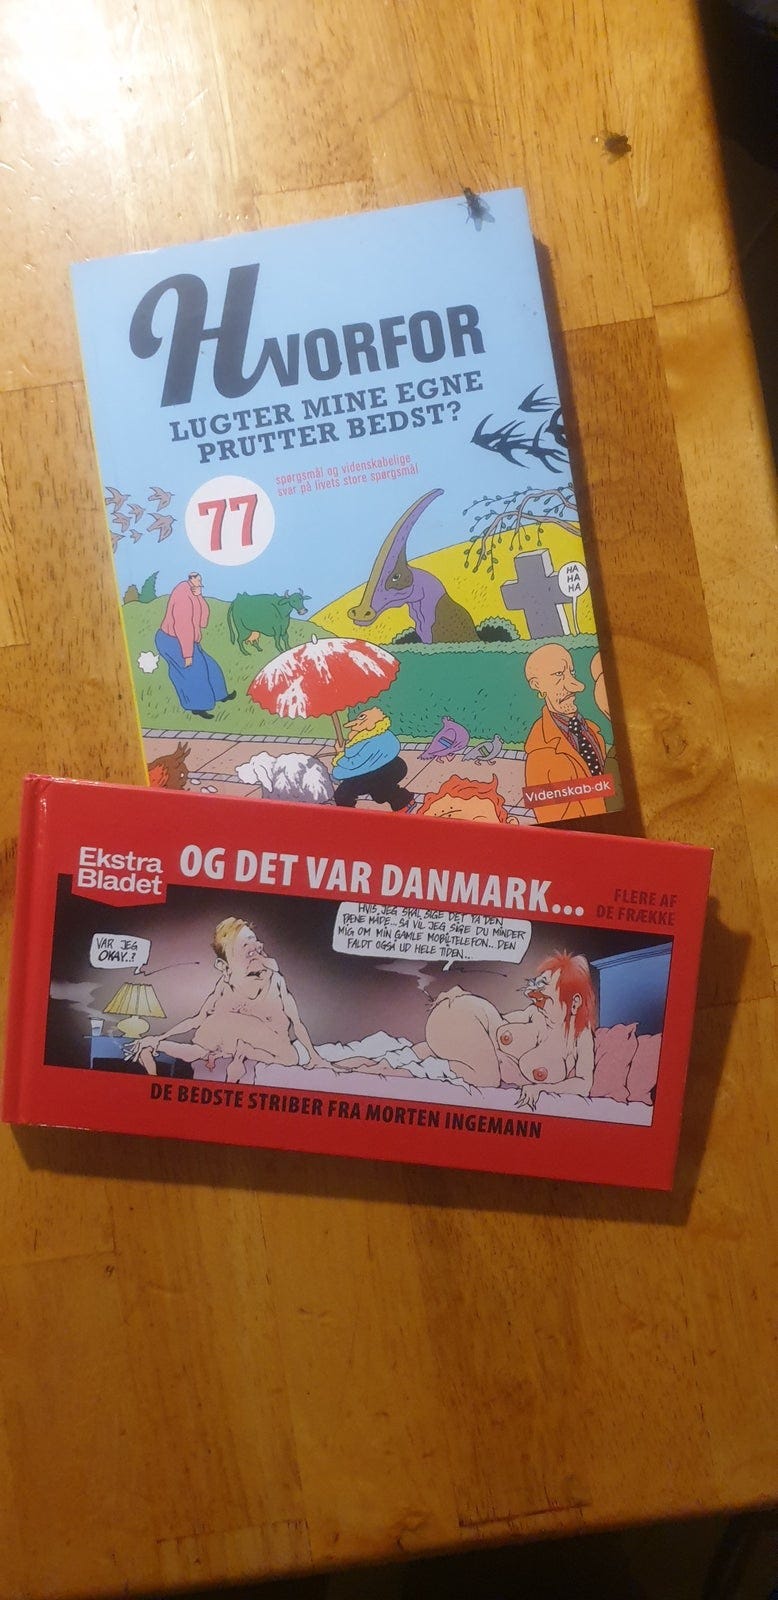 HVORFOR
LUGTER MINE EGNE
PRUTTER BEDST?
77
spørgsmål og videnskabelige
svar på livets store spørgsmål
HA
HA
HA
Videnskab.dk
Ekstra
Bladet
OG DET VAR DANMARK...
FLERE AF
DE FRÆKKE
VAR JEG
OKAY..?
HVIS JEG SKAL SIGE DET PÅ DEN
PÆNE MÅDE... SÅ VIL JEG SIGE DU MINDER
MIG OM MIN GAMLE MOBILTELEFON.. DEN
FALDT OGSÅ UD HELE TIDEN...
DE BEDSTE STRIBER FRA MORTEN INGEMANN